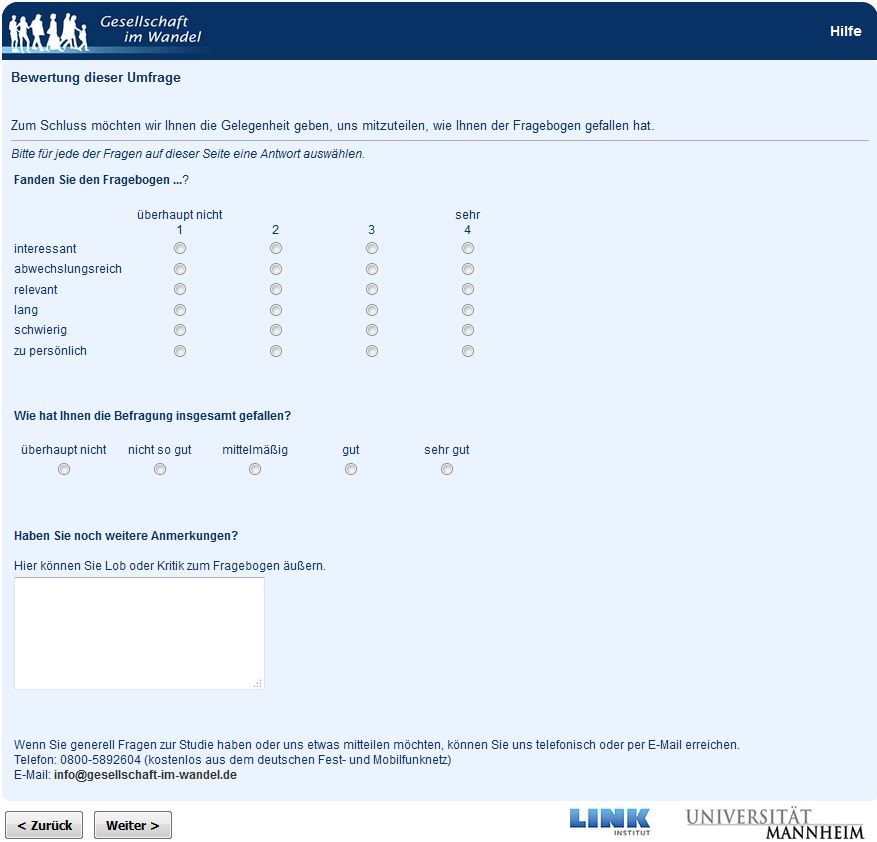 Gesellschaft
im Wandel
Hilfe
Bewertung dieser Umfrage
Zum Schluss möchten wir Ihnen die Gelegenheit geben, uns mitzuteilen, wie Ihnen der Fragebogen gefallen hat.
Bitte für jede der Fragen auf dieser Seite eine Antwort auswählen.
Fanden Sie den Fragebogen ...?
überhaupt nicht sehr
1 2 3 4
interessant
abwechslungsreich
relevant
lang
schwierig
zu persönlich
Wie hat Ihnen die Befragung insgesamt gefallen?
überhaupt nicht nicht so gut mittelmäßig gut sehr gut
Haben Sie noch weitere Anmerkungen?
Hier können Sie Lob oder Kritik zum Fragebogen äußern.
Wenn Sie generell Fragen zur Studie haben oder uns etwas mitteilen möchten, können Sie uns telefonisch oder per E-Mail erreichen.
Telefon: 0800-5892604 (kostenlos aus dem deutschen Fest- und Mobilfunknetz)
E-Mail: info@gesellschaft-im-wandel.de
< Zurück Weiter >
LINK
INSTITUT
UNIVERSITÄT
MANNHEIM